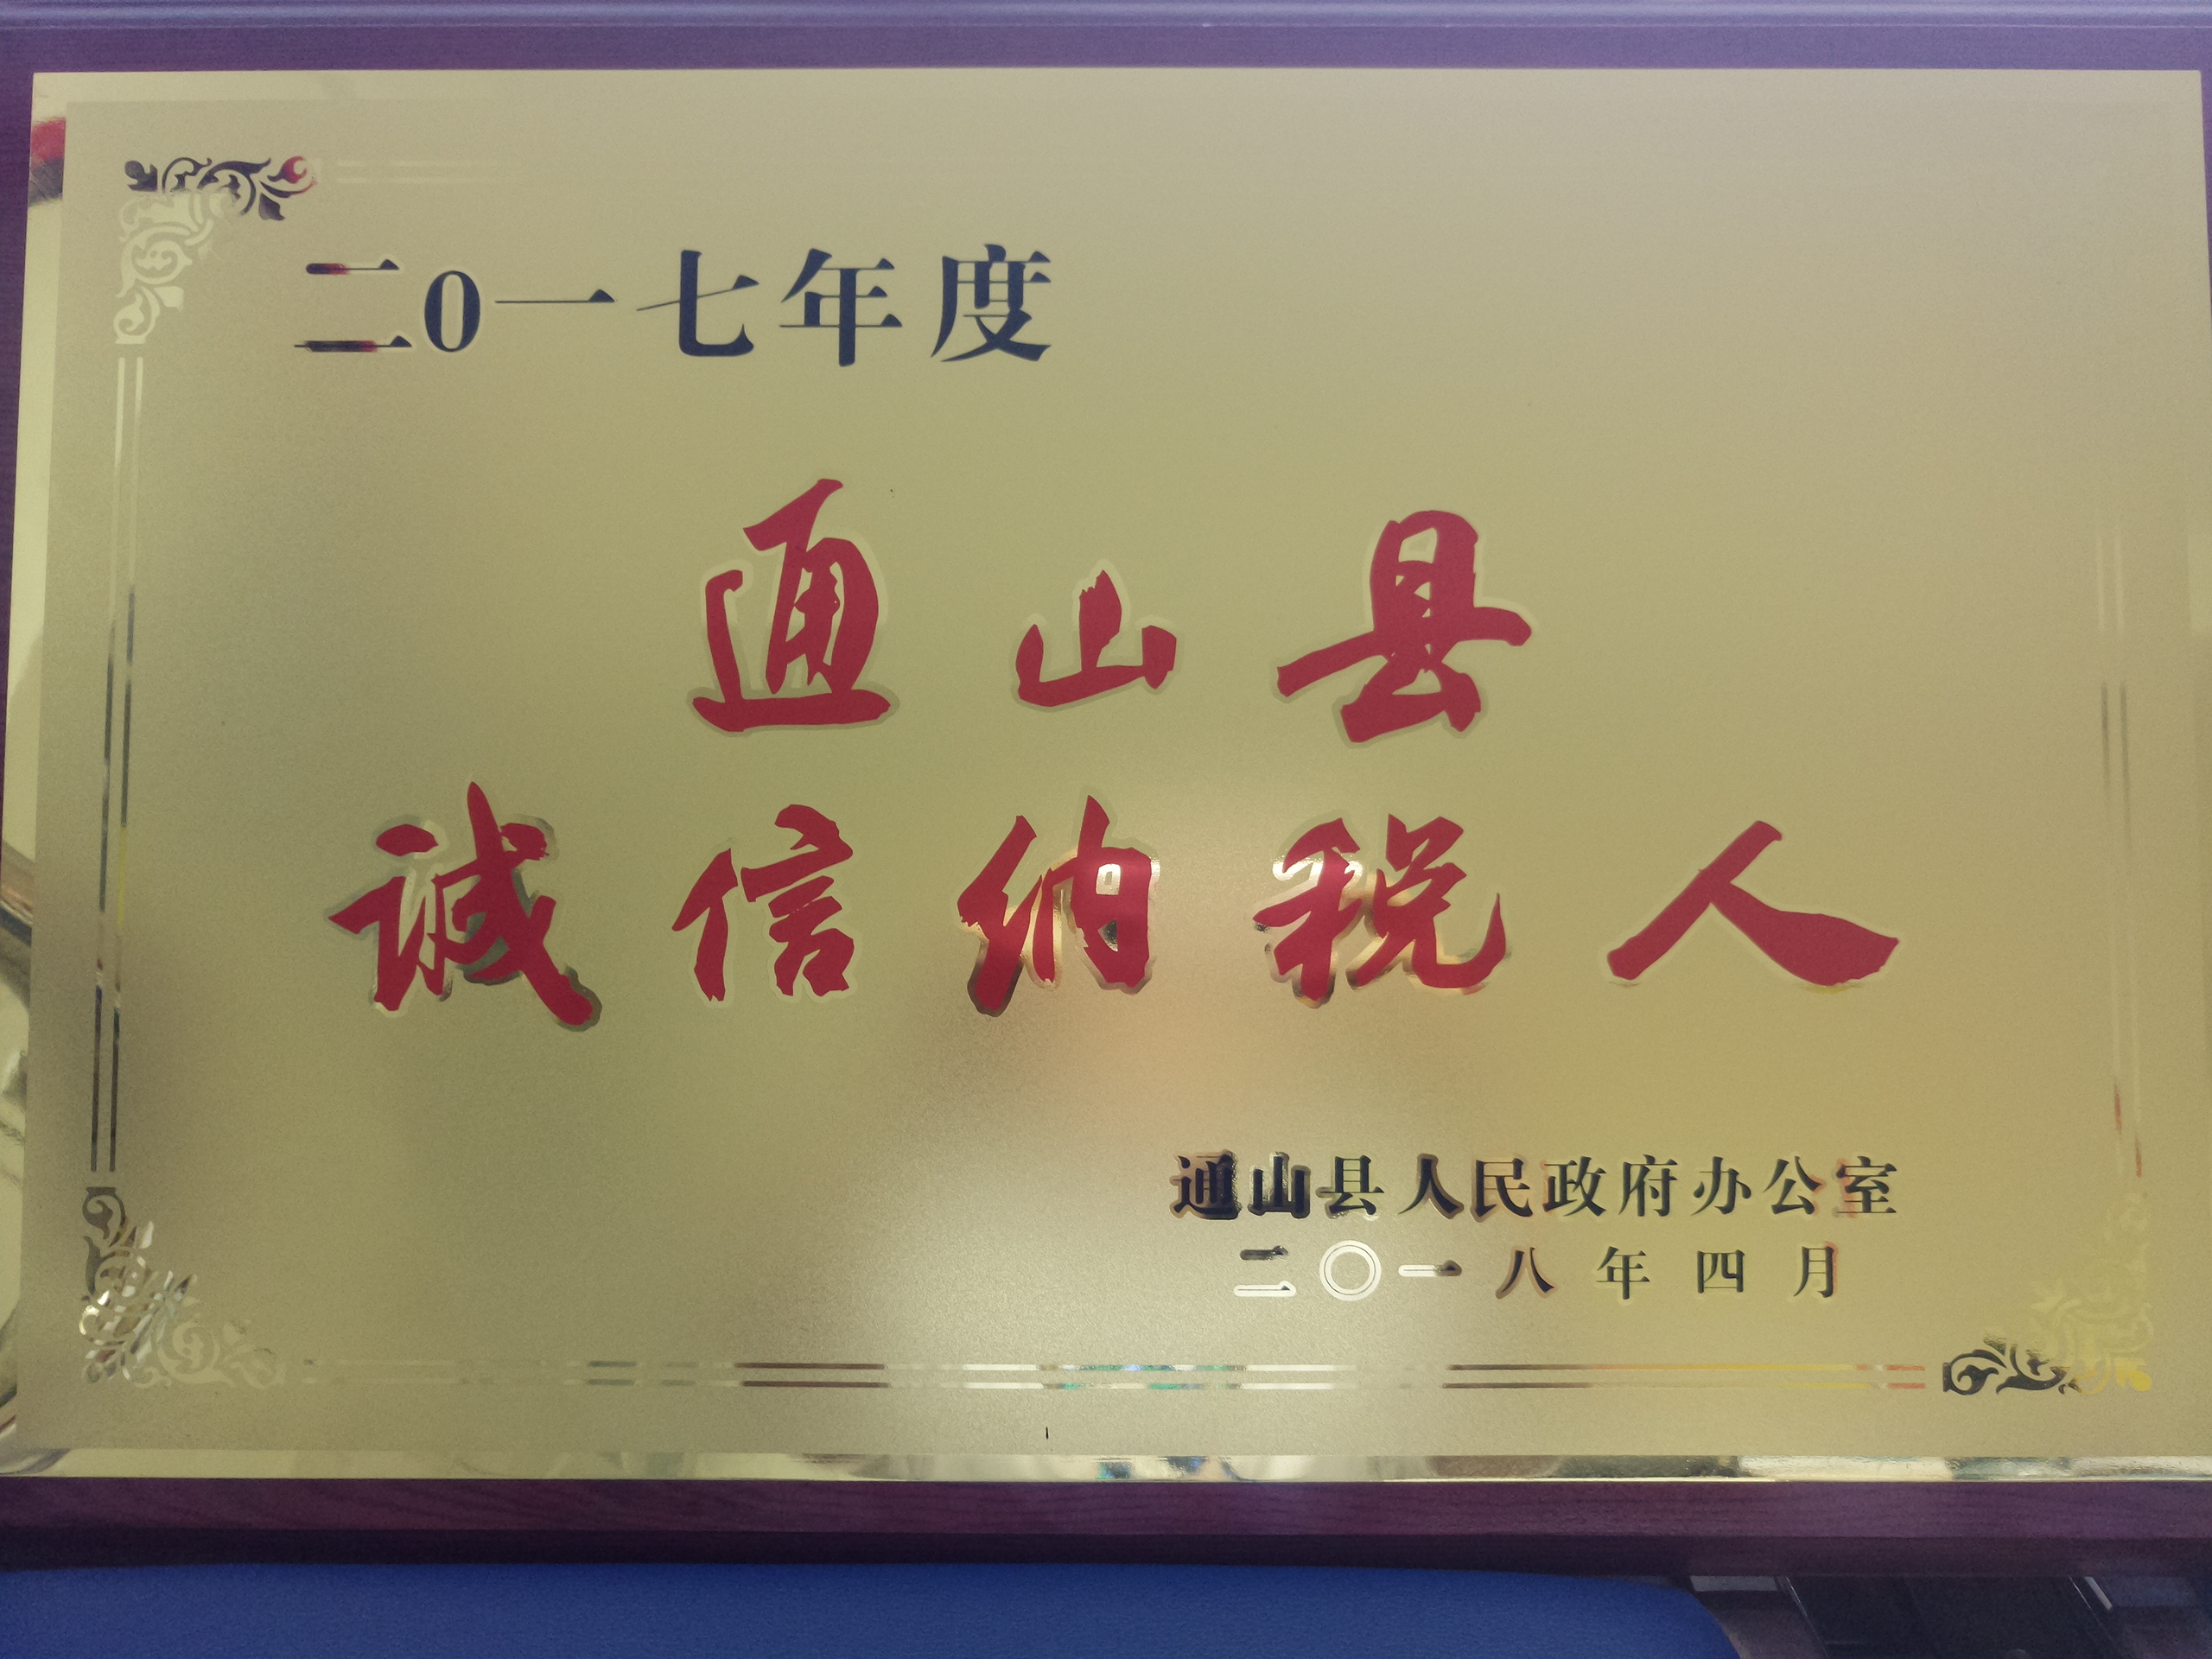 二0一七年度
通山县
诚信纳税人
通山县人民政府办公室
二〇一八年四月